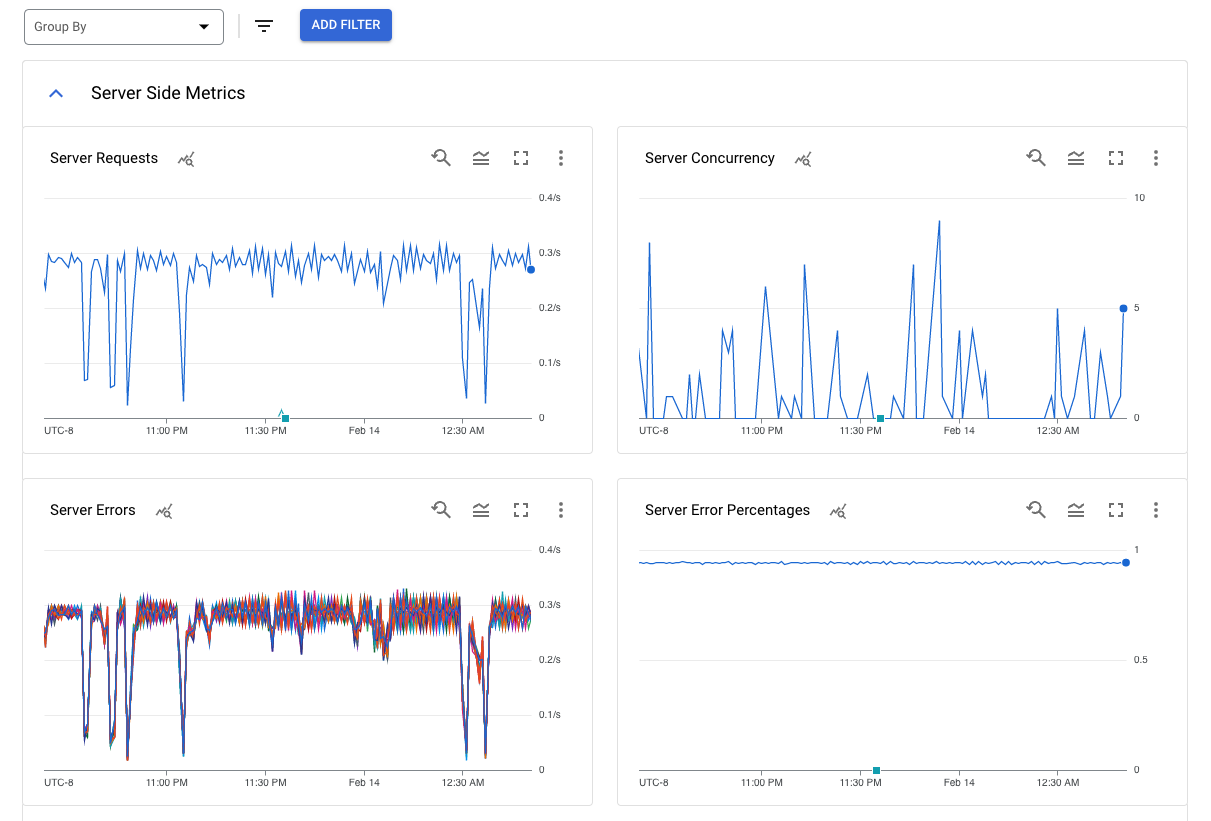 Group By
ADD FILTER
Server Side Metrics
Server Requests
0.4/s
0.3/s
0.2/s
0.1/s
0
UTC-8 11:00 PM 11:30 PM Feb 14 12:30 AM
Server Concurrency
10
5
0
UTC-8 11:00 PM 11:30 PM Feb 14 12:30 AM
Server Errors
0.4/s
0.3/s
0.2/s
0.1/s
0
UTC-8 11:00 PM 11:30 PM Feb 14 12:30 AM
Server Error Percentages
1
0.5
0
UTC-8 11:00 PM 11:30 PM Feb 14 12:30 AM